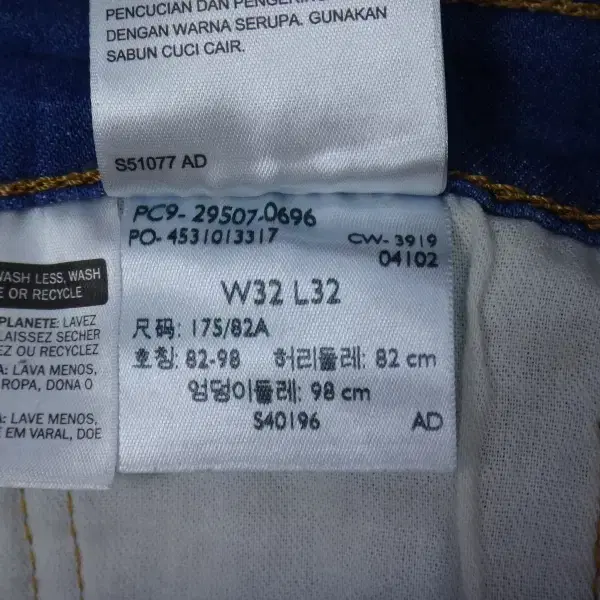 PENCUCIAN DAN
DENGAN WARNA SERUPA. GUNAKAN
SABUN CUCI CAIR.
S51077 AD
PC9-29507-0696
PO-4531013317
CW-3919
04102
W32 L32
尺码: 175/82A
호칭: 82-98 허리둘레: 82 cm
엉덩이둘레: 98 cm
S40196 AD
WASH LESS, WASH
OR RECYCLE
PLANETE: LAVEZ
LAISSEZ SECHER
EZ OU RECYCLEZ
A: LAVA MENOS,
ROPA, DONA O
A: LAVE MENOS,
EM VARAL, DOE